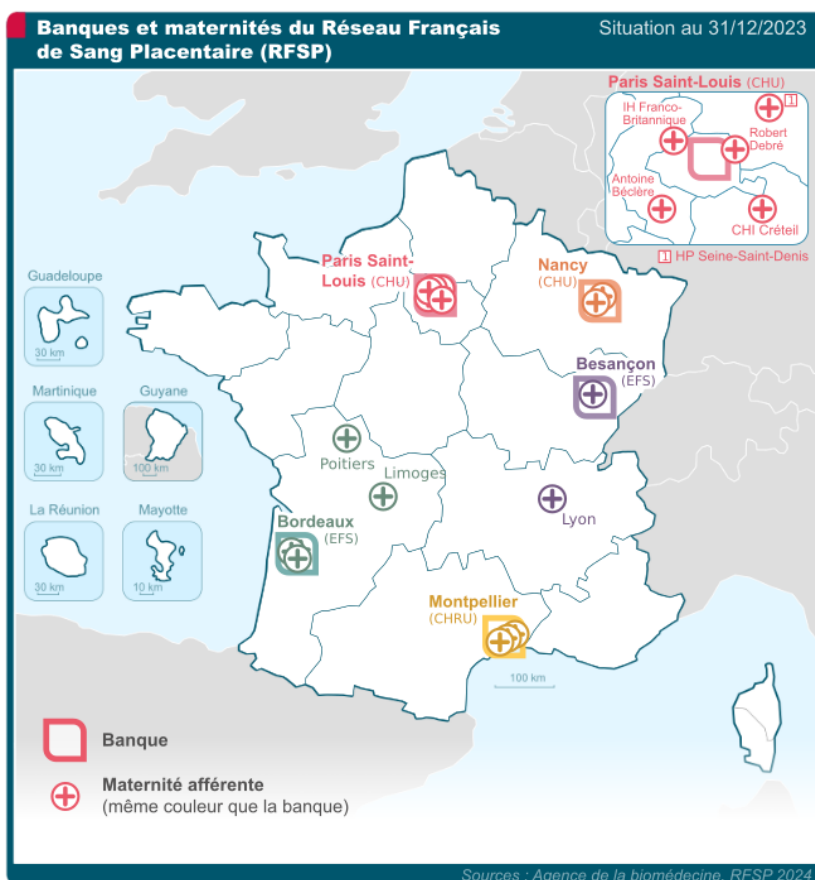 Banques et maternités du Réseau Français
de Sang Placentaire (RFSP)
Situation au 31/12/2023
Paris Saint-Louis (CHU)
IH Franco-
Britannique
1
Robert
Debré
Antoine
Béclère
CHI Créteil
1 HP Seine-Saint-Denis
Paris Saint-
Louis (CHU)
Nancy
(CHU)
Guadeloupe
30 km
Besançon
(EFS)
Martinique
30 km
Guyane
100 km
Poitiers
Limoges
Lyon
La Réunion
30 km
Mayotte
10 km
Bordeaux
(EFS)
Montpellier
(CHRU)
100 km
Banque
Maternité afférente
(même couleur que la banque)
Sources : Agence de la biomédecine, RFSP 2024